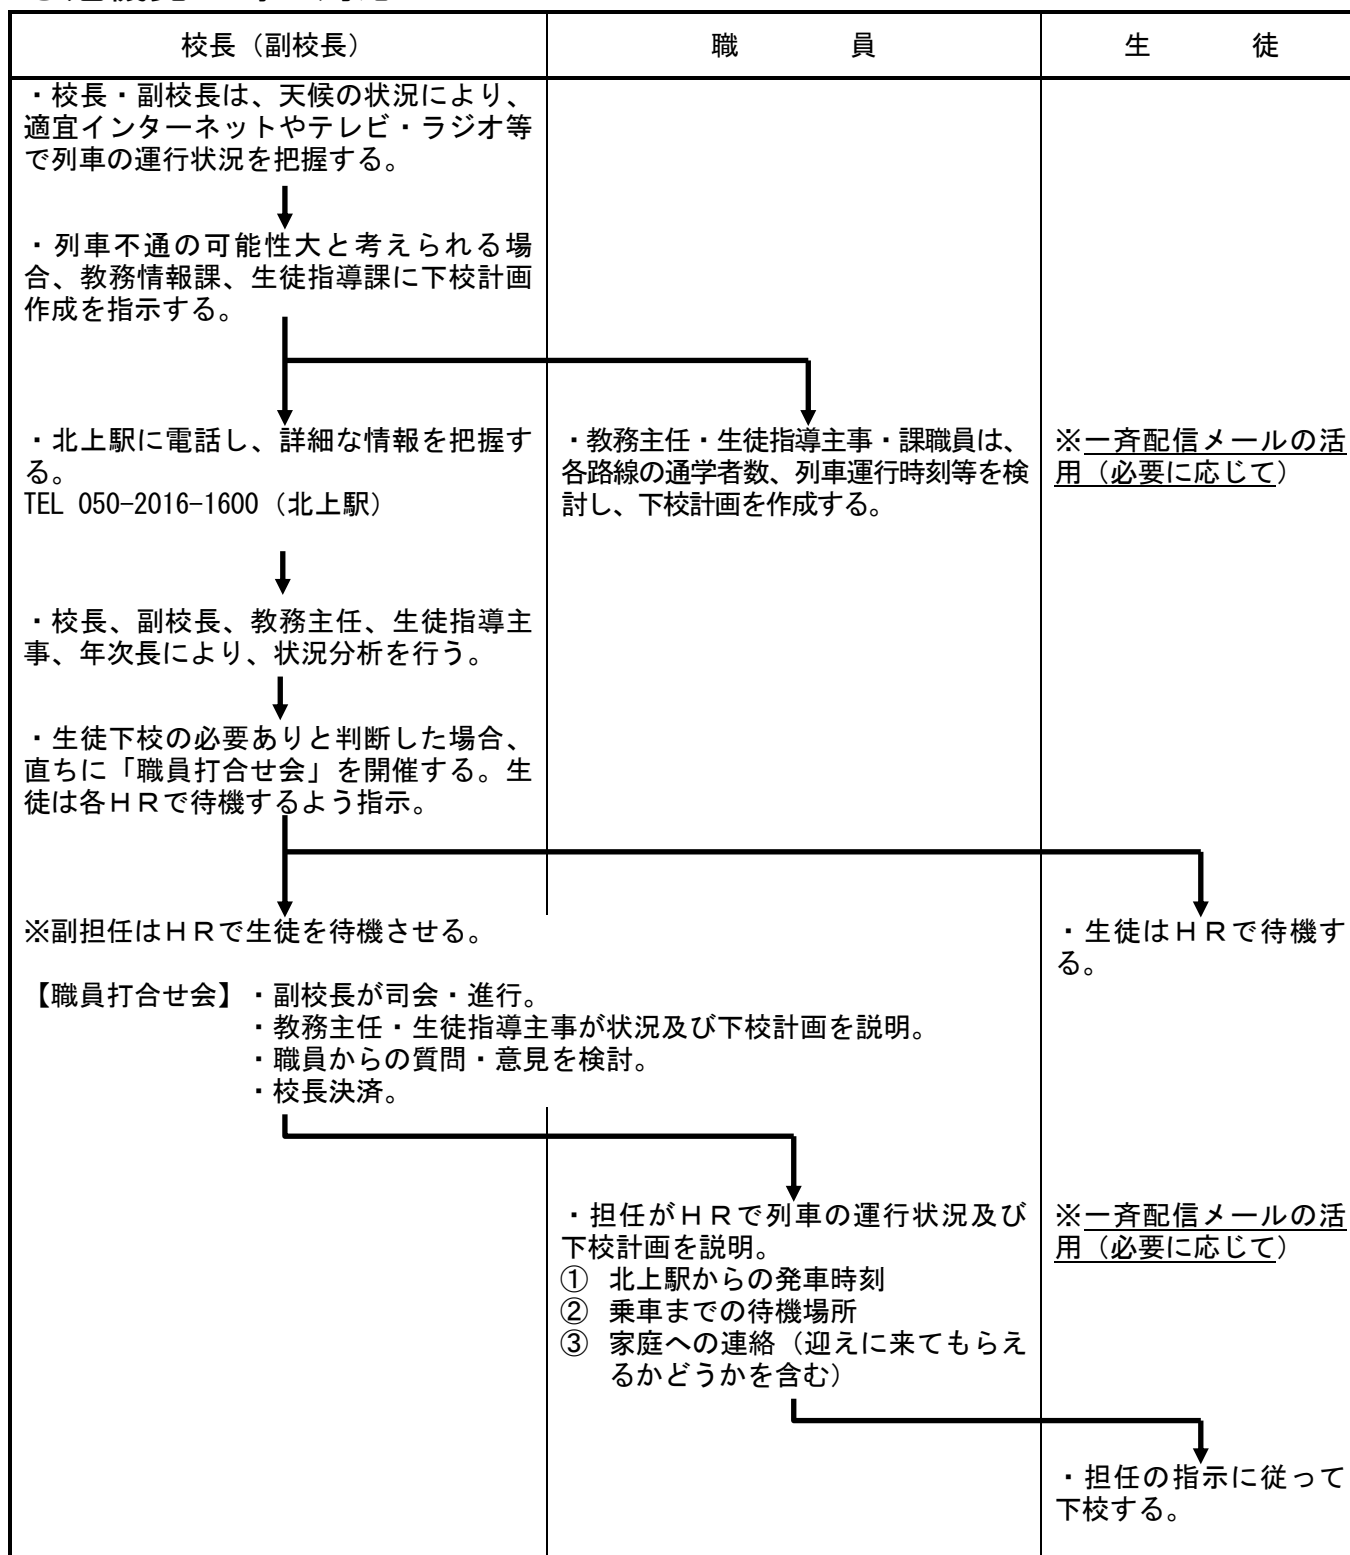 校長（副校長）
職　　　員
生　　　徒
・校長・副校長は、天候の状況により、
適宜インターネットやテレビ・ラジオ等
で列車の運行状況を把握する。
・列車不通の可能性大と考えられる場
合、教務情報課、生徒指導課に下校計画
作成を指示する。
・北上駅に電話し、詳細な情報を把握す
る。
TEL 050-2016-1600（北上駅）
・教務主任・生徒指導主事・課職員は、
各路線の通学者数、列車運行時刻等を検
討し、下校計画を作成する。
※一斉配信メールの活
用（必要に応じて）
・校長、副校長、教務主任、生徒指導主
事、年次長により、状況分析を行う。
・生徒下校の必要ありと判断した場合、
直ちに「職員打合せ会」を開催する。生
徒は各ＨＲで待機するよう指示。
※副担任はＨＲで生徒を待機させる。
・生徒はＨＲで待機す
る。
【職員打合せ会】・副校長が司会・進行。
・教務主任・生徒指導主事が状況及び下校計画を説明。
・職員からの質問・意見を検討。
・校長決済。
・担任がＨＲで列車の運行状況及び
下校計画を説明。
① 北上駅からの発車時刻
② 乗車までの待機場所
③ 家庭への連絡（迎えに来てもらえ
るかどうかを含む）
※一斉配信メールの活
用（必要に応じて）
・担任の指示に従って
下校する。